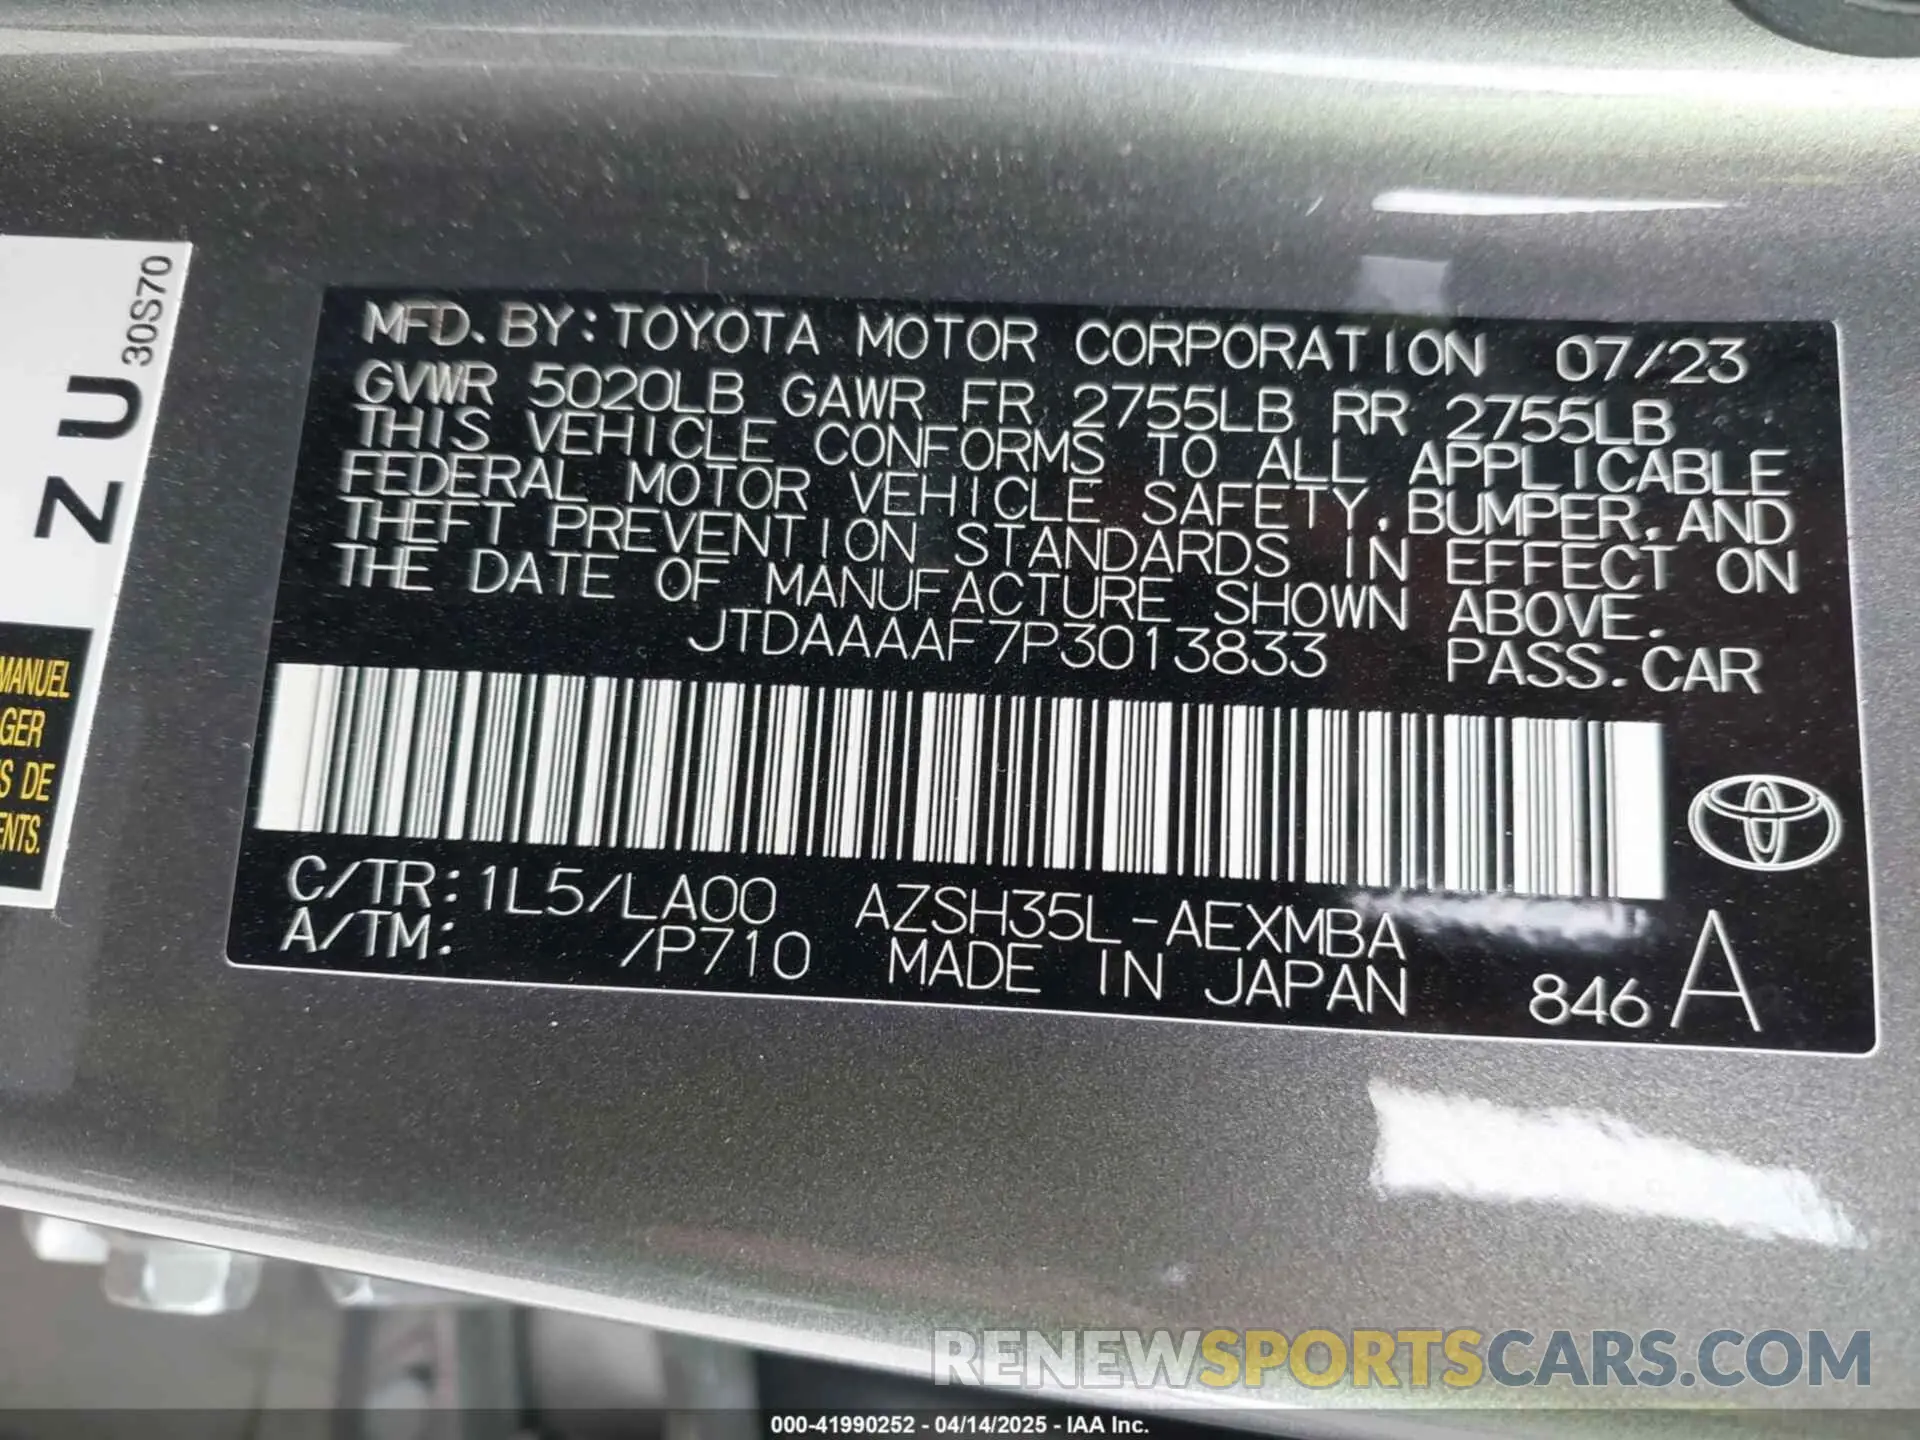 30S70
Z U
MANUEL
GER
S DE
ENTS.
MFD. BY: TOYOTA MOTOR CORPORATION 07/23
GVWR 5020LB GAWR FR 2755LB RR 2755LB
THIS VEHICLE CONFORMS TO ALL APPLICABLE
FEDERAL MOTOR VEHICLE SAFETY, BUMPER, AND
THEFT PREVENTION STANDARDS IN EFFECT ON
THE DATE OF MANUFACTURE SHOWN ABOVE.
JTDAAAAF7P3013833 PASS. CAR
C/TR: 1L5/LA00 AZSH35L-AEXMBA
A/TM: /P710 MADE IN JAPAN 846 A
RENEWSPORTSCARS.COM
000-41990252 - 04/14/2025 - IAA Inc.